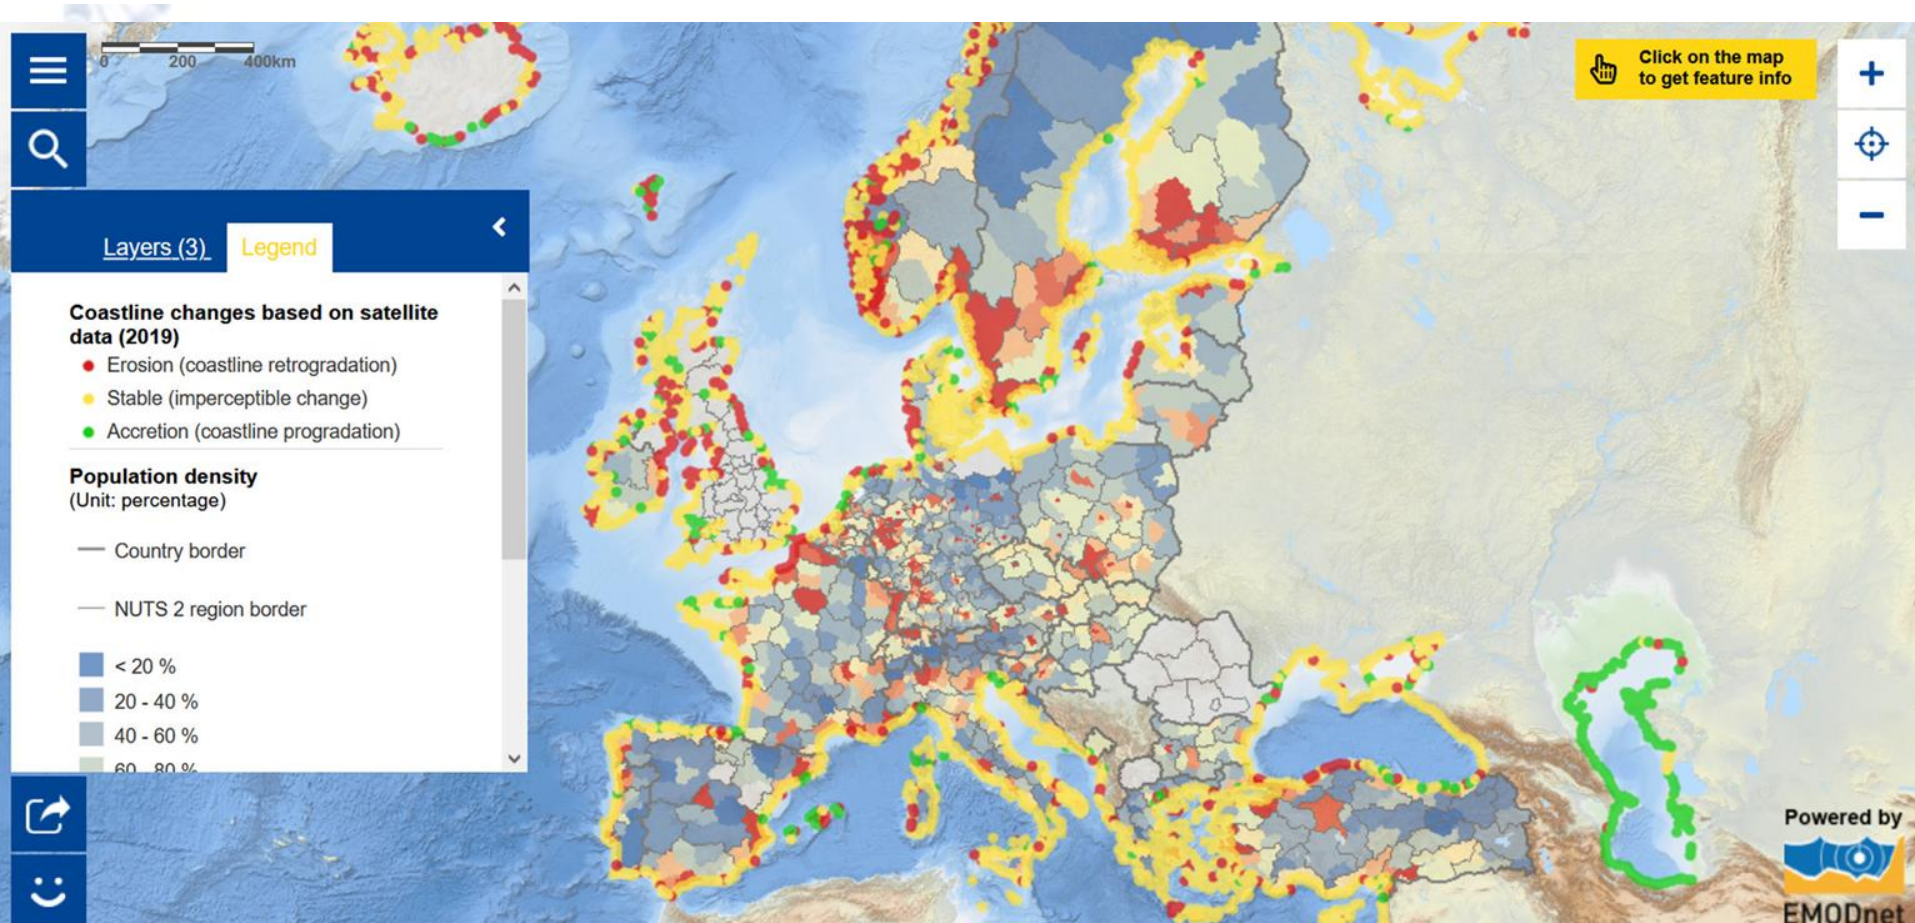 0 200 400km
Click on the map
to get feature info
Layers (3)
Legend
Coastline changes based on satellite
data (2019)
Erosion (coastline retrogradation)
Stable (imperceptible change)
Accretion (coastline progradation)
Population density
(Unit: percentage)
Country border
NUTS 2 region border
< 20 %
20 - 40 %
40 - 60 %
60 - 80 %
Powered by
EMODnet